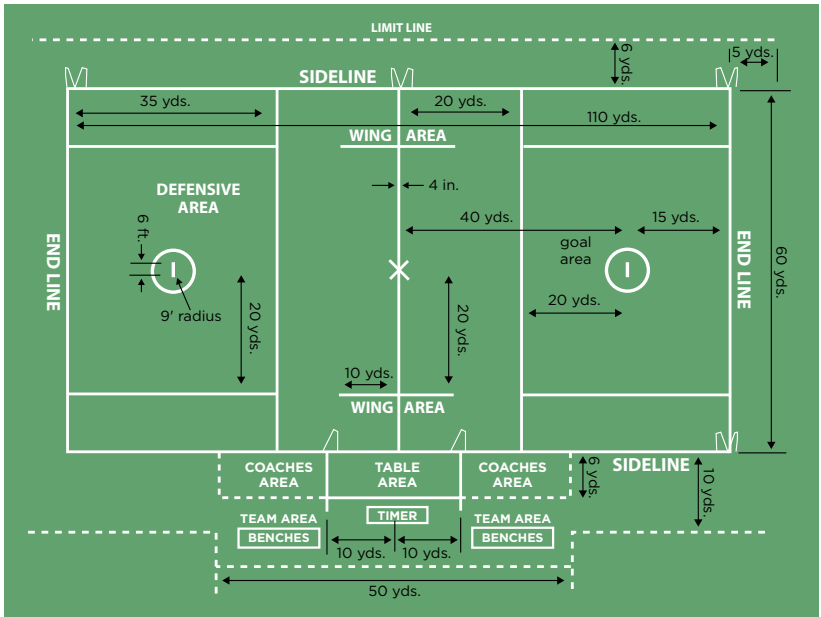 LIMIT LINE
6 yds.
5 yds.
SIDELINE
35 yds.
20 yds.
110 yds.
WING AREA
4 in.
DEFENSIVE
AREA
40 yds.
15 yds.
6 ft.
goal
area
END LINE
END LINE
60 yds.
20 yds.
9' radius
20 yds.
20 yds.
10 yds.
WING AREA
COACHES
AREA
TABLE
AREA
COACHES
AREA
6 yds.
SIDELINE
10 yds.
TEAM AREA
BENCHES
TIMER
TEAM AREA
BENCHES
10 yds.
10 yds.
50 yds.